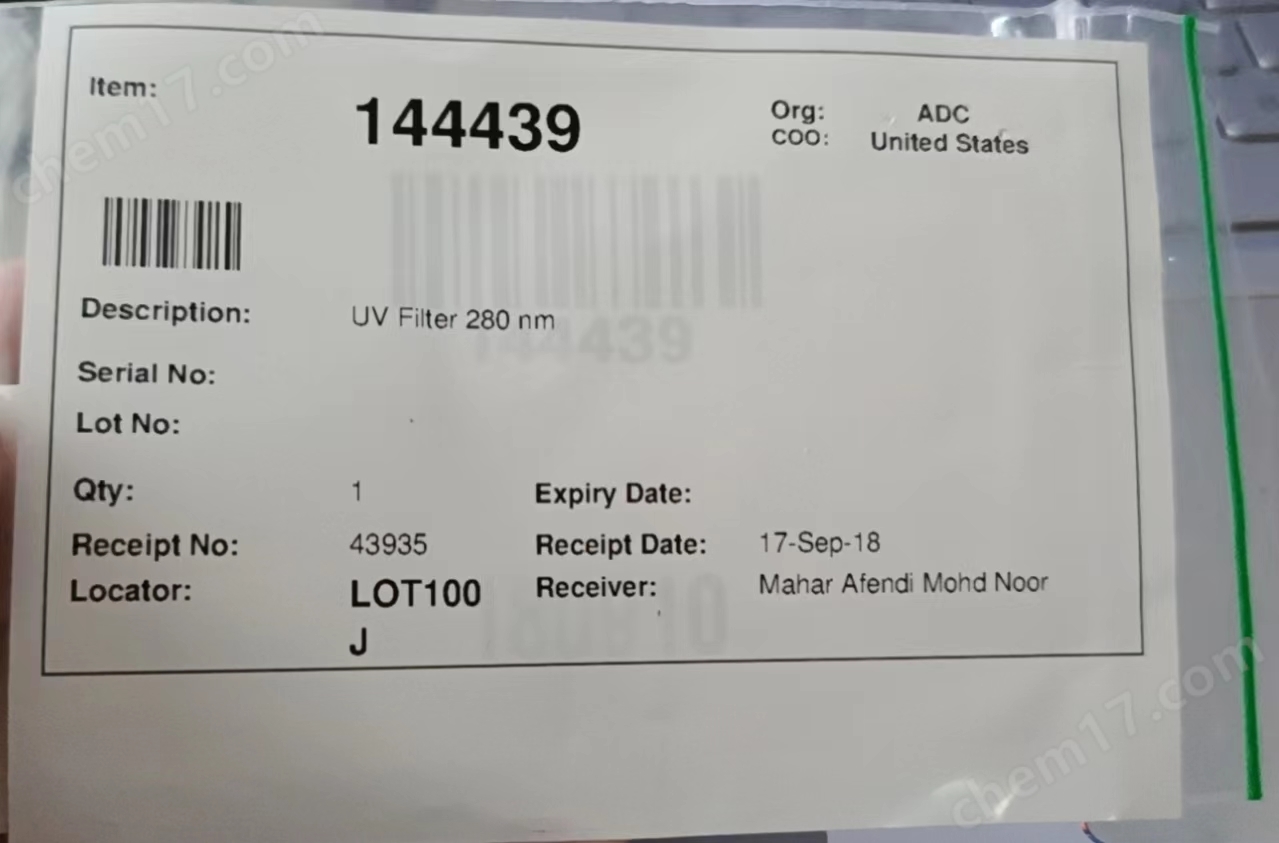 Item:
144439
Org: ADC
COO: United States
Description: UV Filter 280 nm
144439
Serial No:
Lot No:
Qty: 1 Expiry Date:
Receipt No: 43935 Receipt Date: 17-Sep-18
Locator: LOT100 Receiver: Mahar Afendi Mohd Noor
J
180910
chem17.com
chem17.com